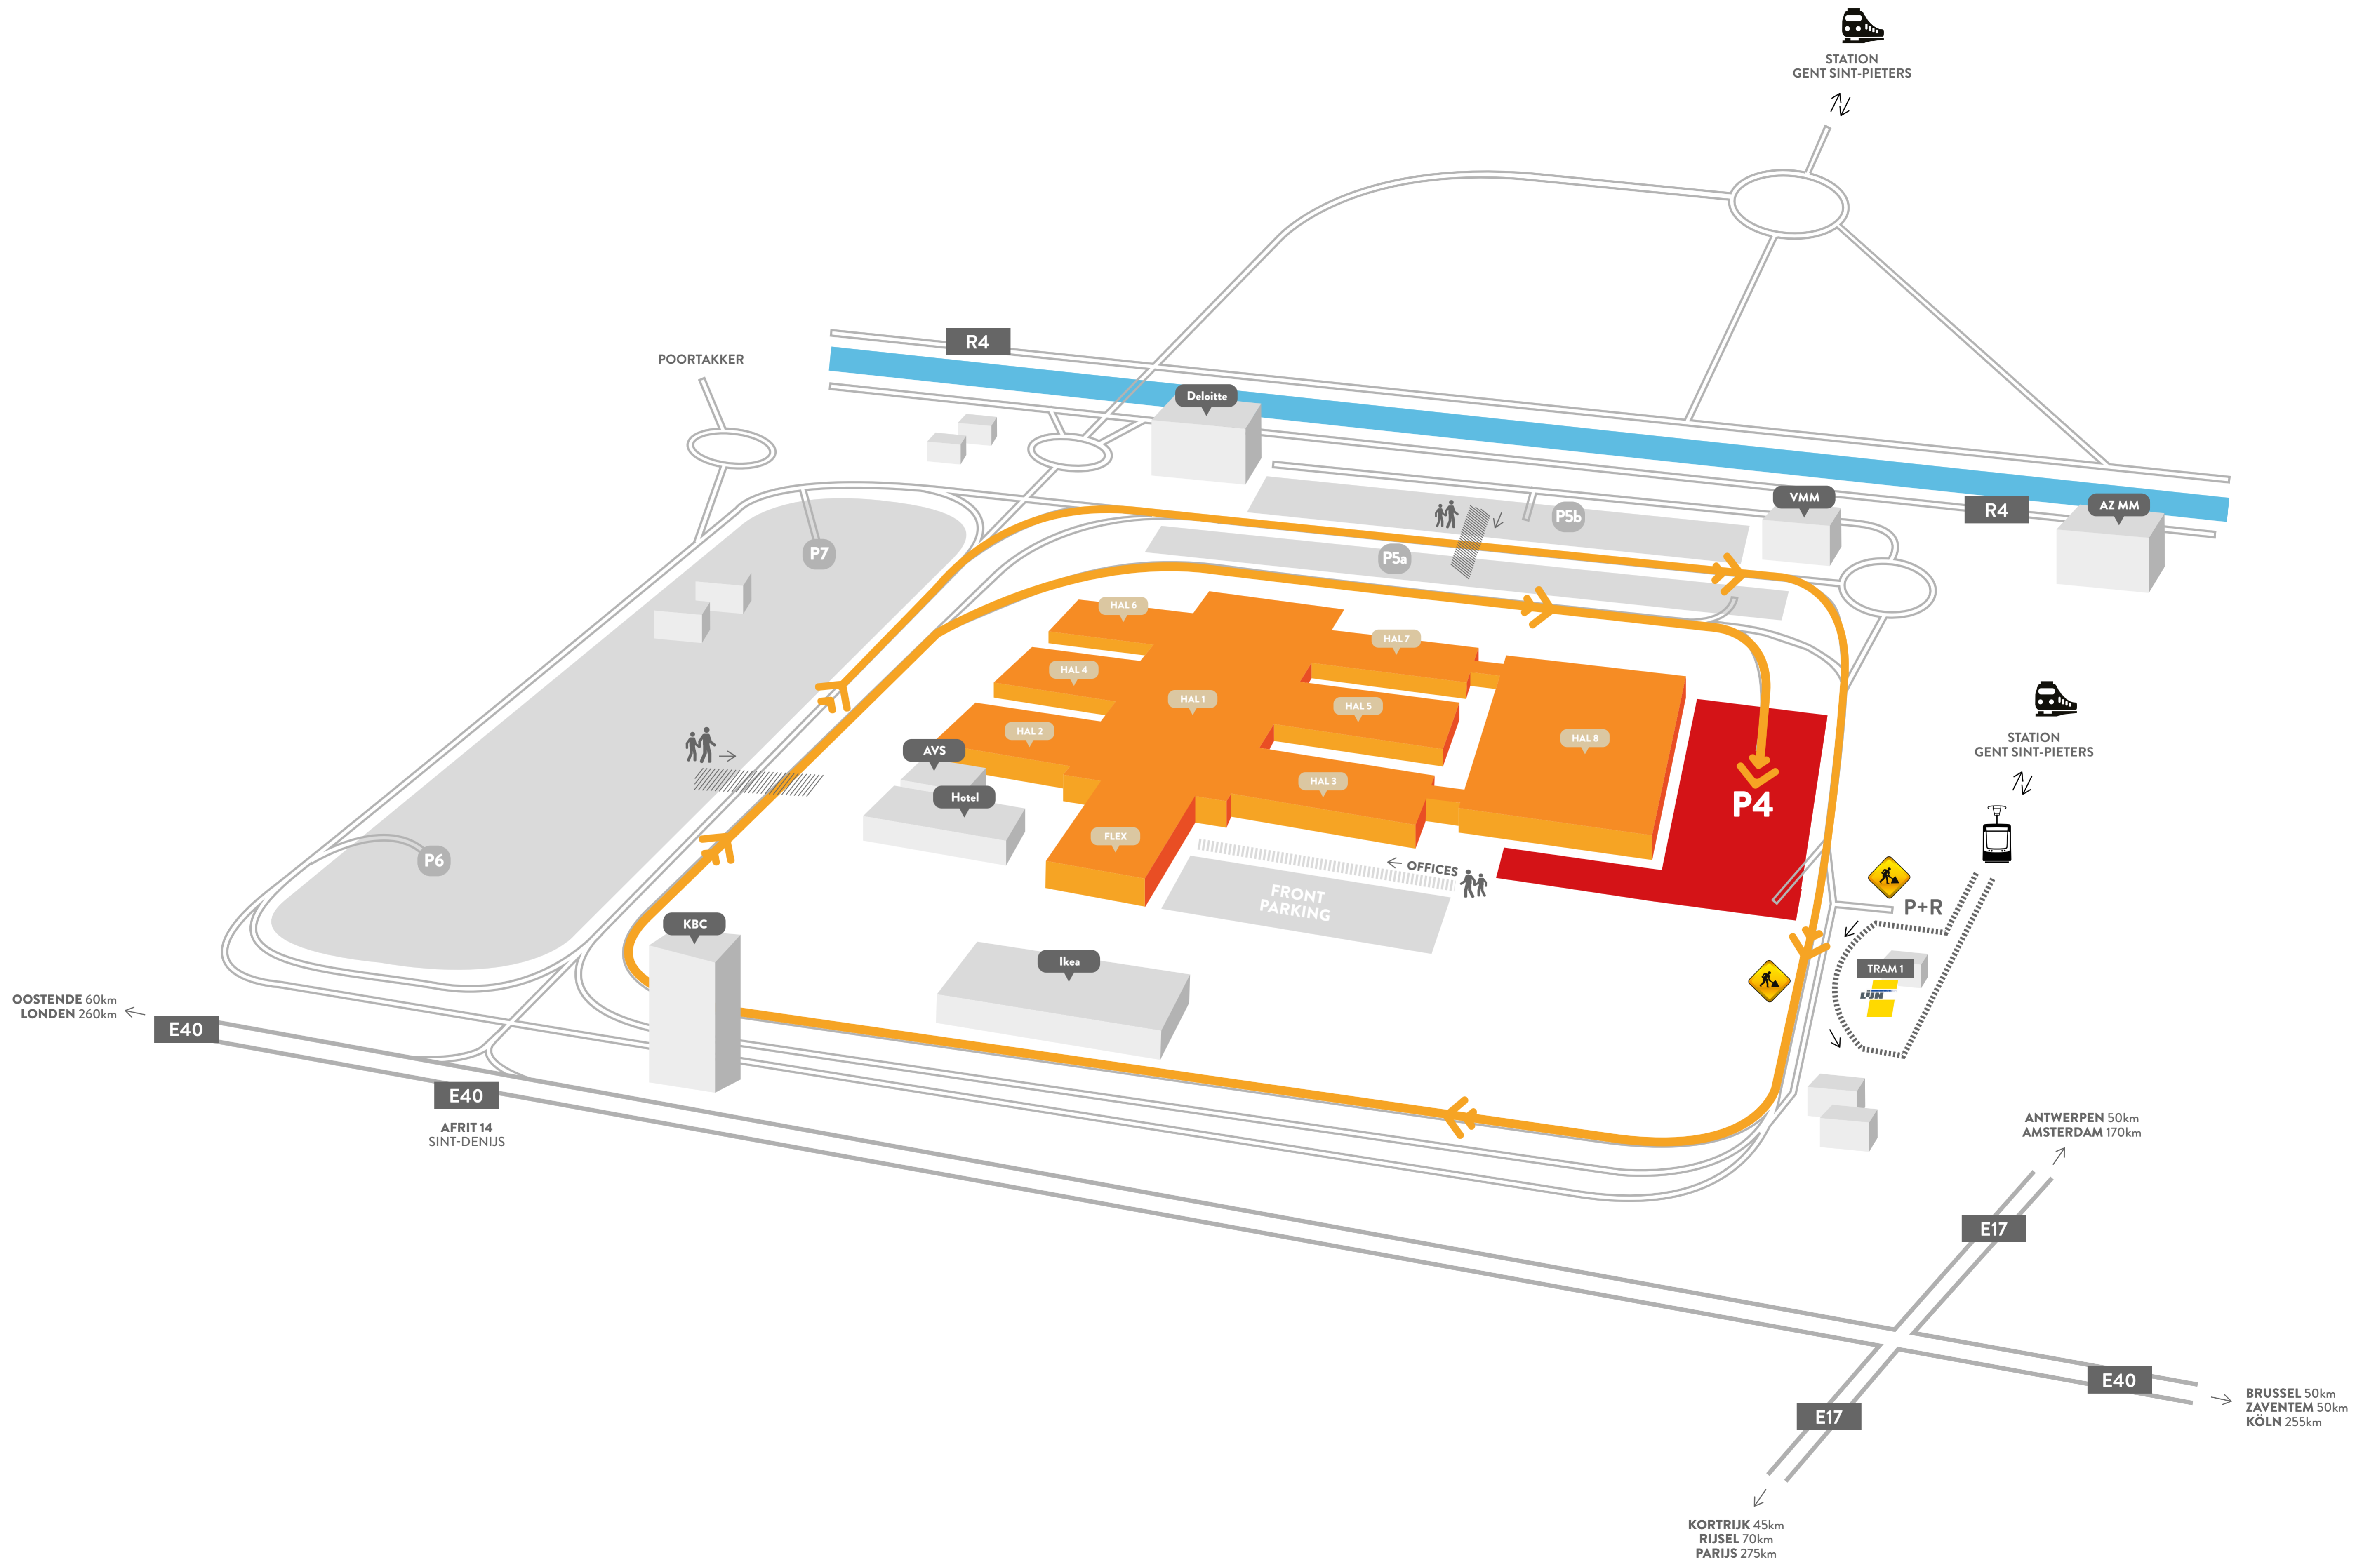 STATION
GENT SINT-PIETERS
R4
POORTAKKER
Deloitte
VMM
AZ MM
R4
P5b
P5a
P7
HAL 6
HAL 7
HAL 4
HAL 1
HAL 5
HAL 2
HAL 8
HAL 3
AVS
Hotel
FLEX
P4
STATION
GENT SINT-PIETERS
P6
OFFICES
FRONT
PARKING
P+R
KBC
Ikea
TRAM 1
LIJN
OOSTENDE 60km
LONDEN 260km
E40
E40
AFRIT 14
SINT-DENIJS
ANTWERPEN 50km
AMSTERDAM 170km
E17
E40
BRUSSEL 50km
ZAVENTEM 50km
KÖLN 255km
E17
KORTRIJK 45km
RIJSEL 70km
PARIJS 275km